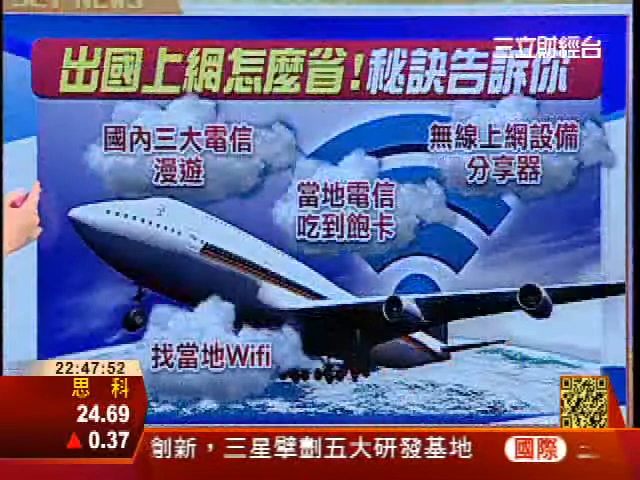 SET NEWS
三立財經台
出國上網怎麼省!秘訣告訴你
國內三大電信
漫遊
無線上網設備
分享器
當地電信
吃到飽卡
找當地Wifi
22:47:52
思科
24.69
▲0.37
創新，三星擘劃五大研發基地
國際